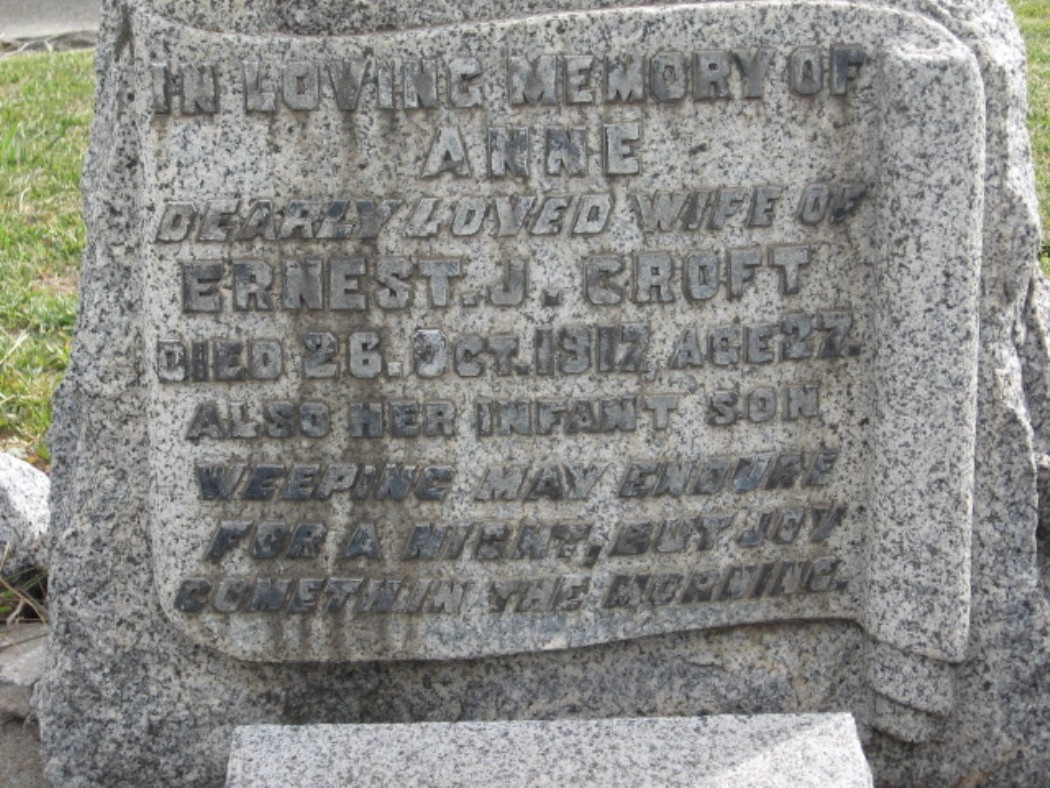 IN LOVING MEMORY OF
ANNE
DEARLY LOVED WIFE OF
ERNEST. J. CROFT
DIED 26. OCT. 1917, AGE 27.
ALSO HER INFANT SON
WEEPING MAY ENDURE
FOR A NIGHT, BUT JOY
COMETH IN THE MORNING.